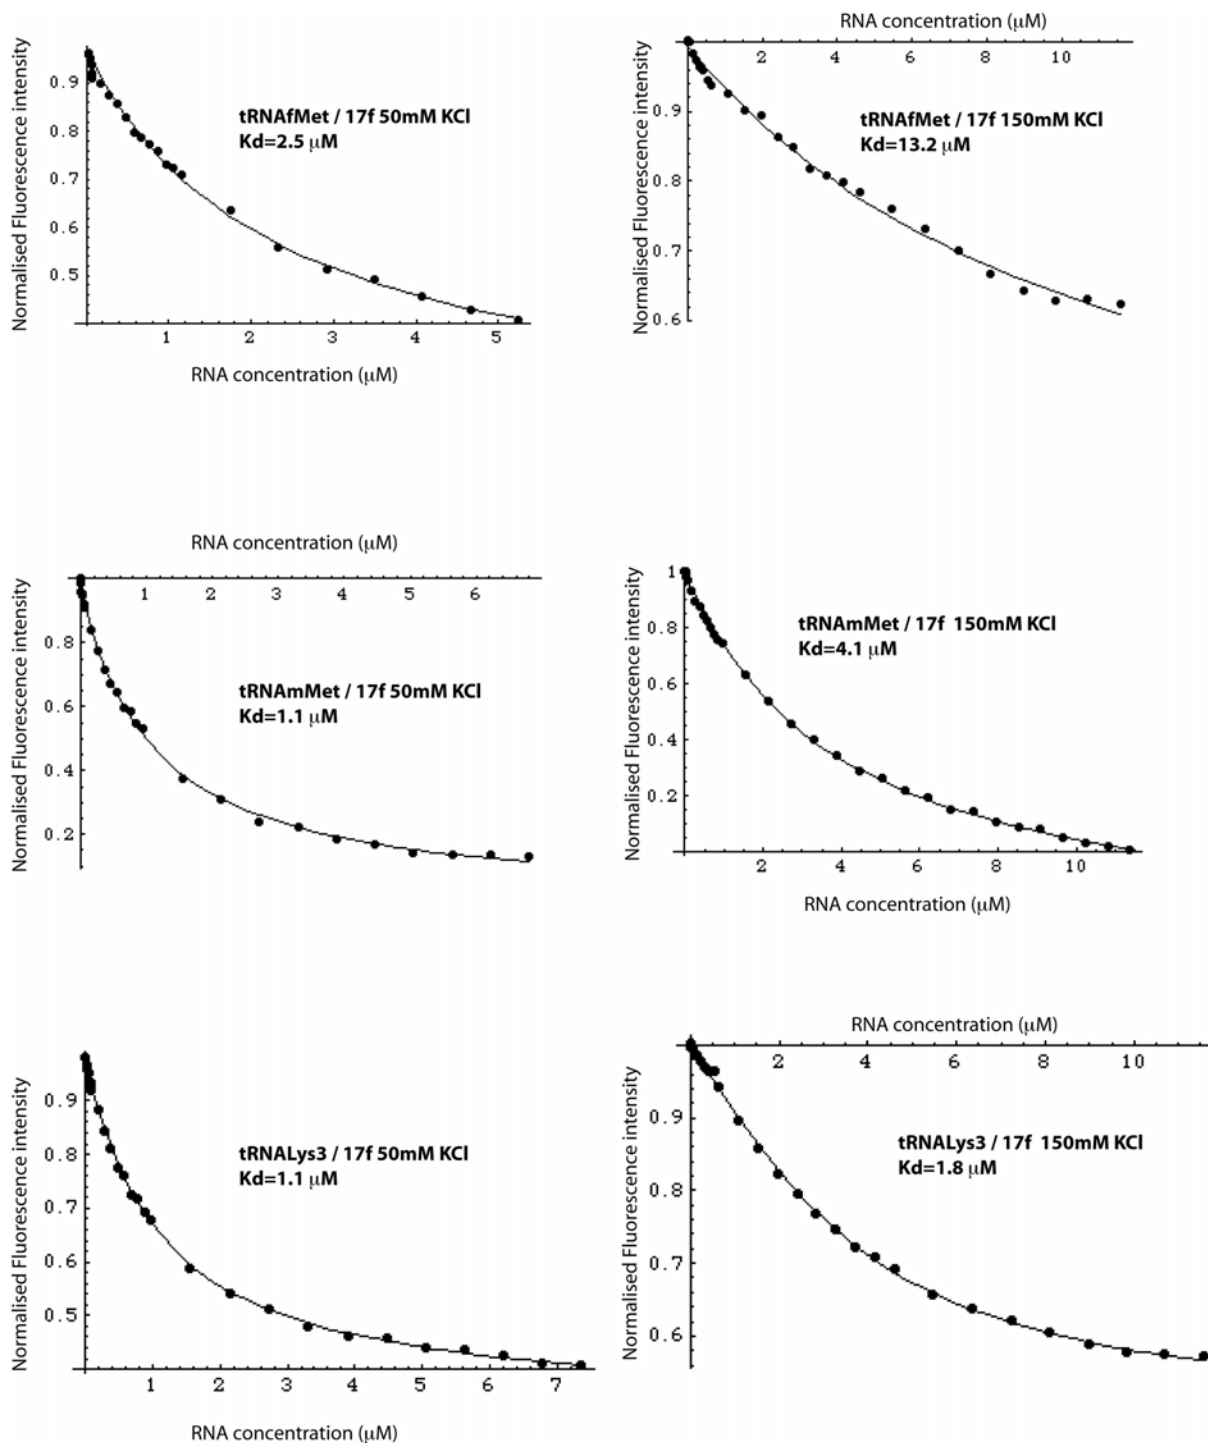 Normalised Fluorescence intensity
0.9
0.8
0.7
0.6
0.5
tRNAfMet / 17f 50mM KCl
Kd=2.5 μM
1 2 3 4 5
RNA concentration (μM)
RNA concentration (μM)
2 4 6 8 10
Normalised Fluorescence intensity
0.9
0.8
0.7
0.6
tRNAfMet / 17f 150mM KCl
Kd=13.2 μM
RNA concentration (μM)
1 2 3 4 5 6
Normalised Fluorescence intensity
0.8
0.6
0.4
0.2
tRNAmMet / 17f 50mM KCl
Kd=1.1 μM
Normalised Fluorescence intensity
1
0.8
0.6
0.4
0.2
tRNAmMet / 17f 150mM KCl
Kd=4.1 μM
2 4 6 8 10
RNA concentration (μM)
Normalised Fluorescence intensity
0.9
0.8
0.7
0.6
0.5
tRNALys3 / 17f 50mM KCl
Kd=1.1 μM
1 2 3 4 5 6 7
RNA concentration (μM)
RNA concentration (μM)
2 4 6 8 10
Normalised Fluorescence intensity
0.9
0.8
0.7
0.6
tRNALys3 / 17f 150mM KCl
Kd=1.8 μM